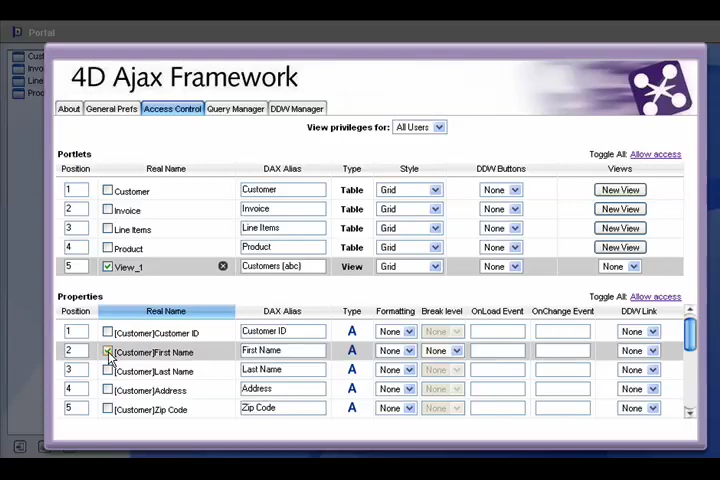 Portal
Cust
Invo
Line
Prod
4D Ajax Framework
About General Prefs Access Control Query Manager DDW Manager
View privileges for: All Users
Portlets Toggle All: Allow access
Position Real Name DAX Alias Type Style DDW Buttons Views
1 Customer Customer Table Grid None New View
2 Invoice Invoice Table Grid None New View
3 Line Items Line Items Table Grid None New View
4 Product Product Table Grid None New View
5 View_1 Customers (abc) View Grid None None
Properties Toggle All: Allow access
Position Real Name DAX Alias Type Formatting Break level OnLoad Event OnChange Event DDW Link
1 [Customer]Customer ID Customer ID A None None None
2 [Customer]First Name First Name A None None None
3 [Customer]Last Name Last Name A None None None
4 [Customer]Address Address A None None None
5 [Customer]Zip Code Zip Code A None None None